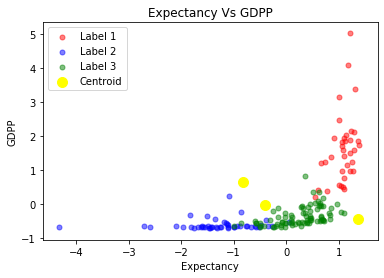 Expectancy Vs GDPP
Label 1
Label 2
Label 3
Centroid
GDPP
5
4
3
2
1
0
−1
−4
−3
−2
−1
0
1
Expectancy